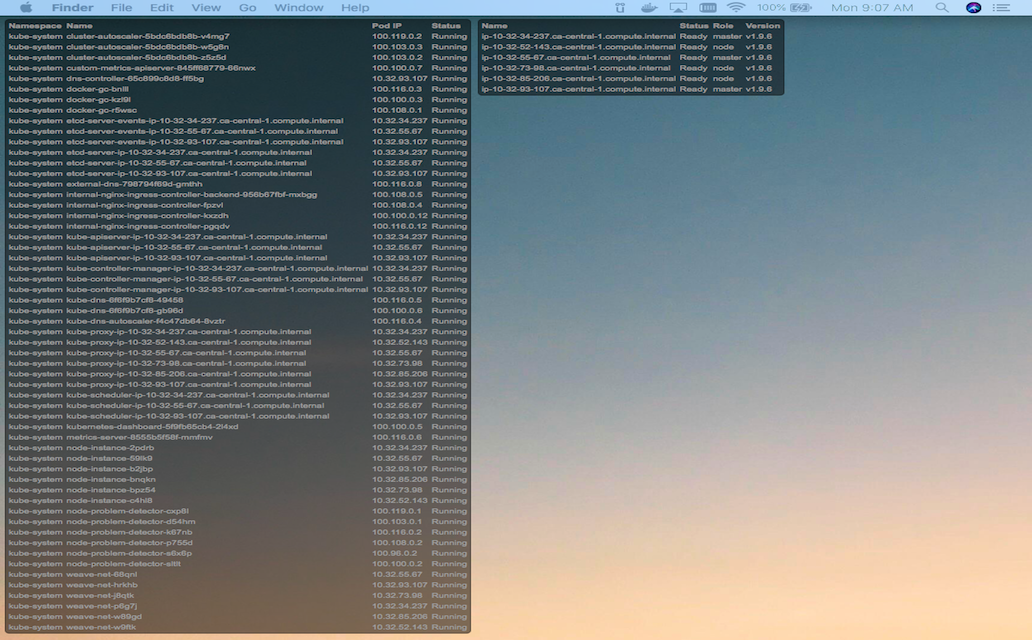 Finder File Edit View Go Window Help 100% Mon 9:07 AM
Namespace Name Pod IP Status
kube-system cluster-autoscaler-5bdc6bdb8b-v4mg7 100.119.0.2 Running
kube-system cluster-autoscaler-5bdc6bdb8b-w5g8n 100.103.0.3 Running
kube-system cluster-autoscaler-5bdc6bdb8b-z5z5d 100.103.0.2 Running
kube-system custom-metrics-apiserver-845ff68779-86nwx 100.100.0.7 Running
kube-system dns-controller-65c899c8d8-ff5bg 10.32.93.107 Running
kube-system docker-gc-bnlll 100.116.0.3 Running
kube-system docker-gc-kzl9l 100.100.0.3 Running
kube-system docker-gc-r5wsc 100.108.0.1 Running
kube-system etcd-server-events-ip-10-32-34-237.ca-central-1.compute.internal 10.32.34.237 Running
kube-system etcd-server-events-ip-10-32-55-67.ca-central-1.compute.internal 10.32.55.67 Running
kube-system etcd-server-events-ip-10-32-93-107.ca-central-1.compute.internal 10.32.93.107 Running
kube-system etcd-server-ip-10-32-34-237.ca-central-1.compute.internal 10.32.34.237 Running
kube-system etcd-server-ip-10-32-55-67.ca-central-1.compute.internal 10.32.55.67 Running
kube-system etcd-server-ip-10-32-93-107.ca-central-1.compute.internal 10.32.93.107 Running
kube-system external-dns-798794f69d-gmthh 100.116.0.8 Running
kube-system internal-nginx-ingress-controller-backend-956b67fbf-mxbgg 100.108.0.5 Running
kube-system internal-nginx-ingress-controller-fpzvl 100.108.0.4 Running
kube-system internal-nginx-ingress-controller-kxzdh 100.100.0.12 Running
kube-system internal-nginx-ingress-controller-pgqdv 100.116.0.12 Running
kube-system kube-apiserver-ip-10-32-34-237.ca-central-1.compute.internal 10.32.34.237 Running
kube-system kube-apiserver-ip-10-32-55-67.ca-central-1.compute.internal 10.32.55.67 Running
kube-system kube-apiserver-ip-10-32-93-107.ca-central-1.compute.internal 10.32.93.107 Running
kube-system kube-controller-manager-ip-10-32-34-237.ca-central-1.compute.internal 10.32.34.237 Running
kube-system kube-controller-manager-ip-10-32-55-67.ca-central-1.compute.internal 10.32.55.67 Running
kube-system kube-controller-manager-ip-10-32-93-107.ca-central-1.compute.internal 10.32.93.107 Running
kube-system kube-dns-6f6f9b7cf8-49456 100.116.0.5 Running
kube-system kube-dns-6f6f9b7cf8-gb96d 100.100.0.6 Running
kube-system kube-dns-autoscaler-f4c47db64-8vztr 100.116.0.4 Running
kube-system kube-proxy-ip-10-32-34-237.ca-central-1.compute.internal 10.32.34.237 Running
kube-system kube-proxy-ip-10-32-52-143.ca-central-1.compute.internal 10.32.52.143 Running
kube-system kube-proxy-ip-10-32-55-67.ca-central-1.compute.internal 10.32.55.67 Running
kube-system kube-proxy-ip-10-32-73-98.ca-central-1.compute.internal 10.32.73.98 Running
kube-system kube-proxy-ip-10-32-85-206.ca-central-1.compute.internal 10.32.85.206 Running
kube-system kube-proxy-ip-10-32-93-107.ca-central-1.compute.internal 10.32.93.107 Running
kube-system kube-scheduler-ip-10-32-34-237.ca-central-1.compute.internal 10.32.34.237 Running
kube-system kube-scheduler-ip-10-32-55-67.ca-central-1.compute.internal 10.32.55.67 Running
kube-system kube-scheduler-ip-10-32-93-107.ca-central-1.compute.internal 10.32.93.107 Running
kube-system kubernetes-dashboard-5f9fb65cb4-2l4xd 100.100.0.5 Running
kube-system metrics-server-8555b5f58f-mmfmv 100.116.0.6 Running
kube-system node-instance-2pdrb 10.32.34.237 Running
kube-system node-instance-59lk9 10.32.55.67 Running
kube-system node-instance-b2jbp 10.32.93.107 Running
kube-system node-instance-bnqkn 10.32.85.206 Running
kube-system node-instance-bpz54 10.32.73.98 Running
kube-system node-instance-c4hl8 10.32.52.143 Running
kube-system node-problem-detector-cxp8l 100.119.0.1 Running
kube-system node-problem-detector-d54hm 100.103.0.1 Running
kube-system node-problem-detector-k67nb 100.116.0.2 Running
kube-system node-problem-detector-p755d 100.108.0.2 Running
kube-system node-problem-detector-s6x6p 100.96.0.2 Running
kube-system node-problem-detector-sltlt 100.100.0.2 Running
kube-system weave-net-68qnl 10.32.55.67 Running
kube-system weave-net-hrkhb 10.32.93.107 Running
kube-system weave-net-j8qtk 10.32.73.98 Running
kube-system weave-net-p6g7j 10.32.34.237 Running
kube-system weave-net-w89gd 10.32.85.206 Running
kube-system weave-net-w9ftk 10.32.52.143 Running
Name Status Role Version
ip-10-32-34-237.ca-central-1.compute.internal Ready master v1.9.6
ip-10-32-52-143.ca-central-1.compute.internal Ready node v1.9.6
ip-10-32-55-67.ca-central-1.compute.internal Ready master v1.9.6
ip-10-32-73-98.ca-central-1.compute.internal Ready node v1.9.6
ip-10-32-85-206.ca-central-1.compute.internal Ready node v1.9.6
ip-10-32-93-107.ca-central-1.compute.internal Ready master v1.9.6